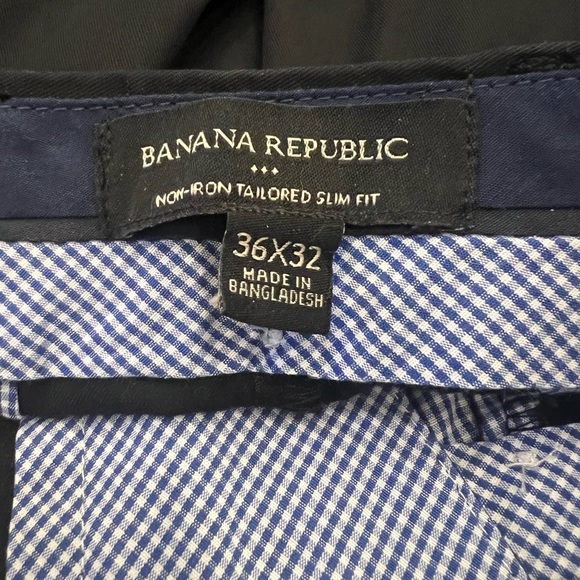 BANANA REPUBLIC
NON-IRON TAILORED SLIM FIT
36X32
MADE IN
BANGLADESH